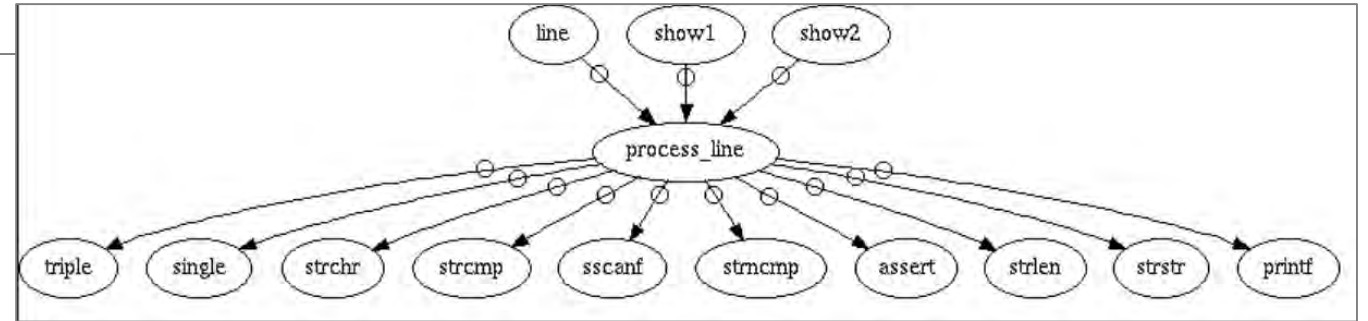 line show1 show2
process_line
triple single strchr strcmp sscanf strncmp assert strlen strstr printf